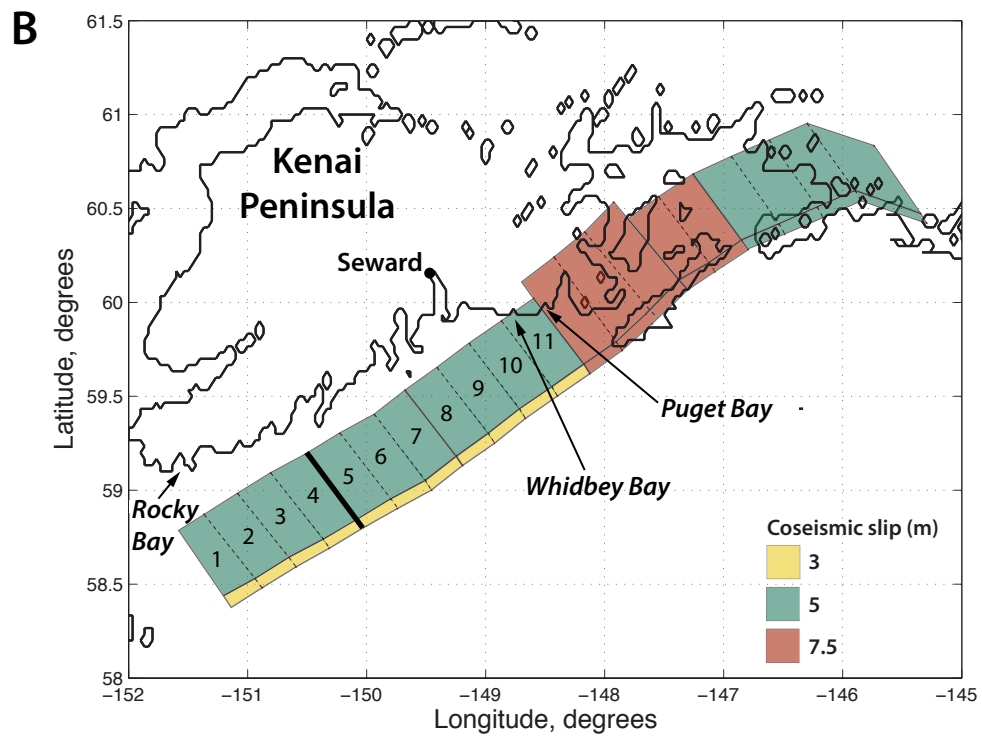 B
61.5
61
60.5
60
59.5
59
58.5
58
Latitude, degrees
Kenai
Peninsula
Seward
11
10
9
8
7
6
5
4
3
2
1
Puget Bay
Whidbey Bay
Rocky
Bay
Coseismic slip (m)
3
5
7.5
−152
−151
−150
−149
−148
−147
−146
−145
Longitude, degrees